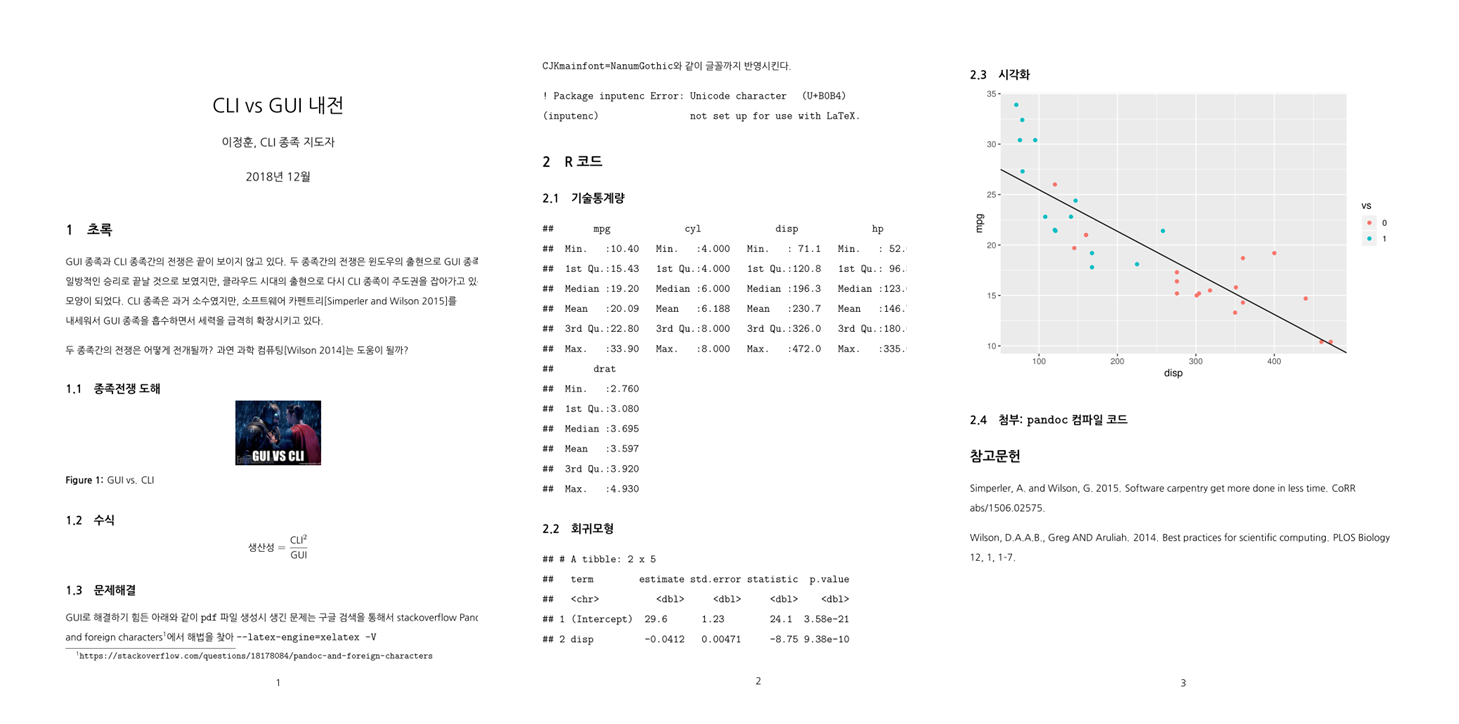 CLI vs GUI 내전
이정훈, CLI 종족 지도자
2018년 12월
1 초록
GUI 종족과 CLI 종족간의 전쟁은 끝이 보이지 않고 있다. 두 종족간의 전쟁은 윈도우의 출현으로 GUI 종족
일방적인 승리로 끝날 것으로 보였지만, 클라우드 시대의 출현으로 다시 CLI 종족이 주도권을 잡아가고
모양이 되었다. CLI 종족은 과거 소수였지만, 소프트웨어 카펜트리[Simperler and Wilson 2015]를
내세워서 GUI 종족을 흡수하면서 세력을 급격히 확장시키고 있다.
두 종족간의 전쟁은 어떻게 전개될까? 과연 과학 컴퓨팅[Wilson 2014]는 도움이 될까?
1.1 종족전쟁 도해
GUI VS CLI
Figure 1: GUI vs. CLI
1.2 수식
생산성 = CLI²
GUI
1.3 문제해결
GUI로 해결하기 힘든 아래와 같이 pdf 파일 생성시 생긴 문제는 구글 검색을 통해서 stackoverflow Pand
and foreign characters¹에서 해법을 찾아 --latex-engine=xelatex -V
¹https://stackoverflow.com/questions/18178084/pandoc-and-foreign-characters
1
CJKmainfont=NanumGothic와 같이 글꼴까지 반영시킨다.
! Package inputenc Error: Unicode character (U+B0B4)
(inputenc) not set up for use with LaTeX.
2 R 코드
2.1 기술통계량
## mpg cyl disp hp
## Min. :10.40 Min. :4.000 Min. : 71.1 Min. : 52.
## 1st Qu.:15.43 1st Qu.:4.000 1st Qu.:120.8 1st Qu.: 96.
## Median :19.20 Median :6.000 Median :196.3 Median :123.
## Mean :20.09 Mean :6.188 Mean :230.7 Mean :146.
## 3rd Qu.:22.80 3rd Qu.:8.000 3rd Qu.:326.0 3rd Qu.:180.
## Max. :33.90 Max. :8.000 Max. :472.0 Max. :335.
## drat
## Min. :2.760
## 1st Qu.:3.080
## Median :3.695
## Mean :3.597
## 3rd Qu.:3.920
## Max. :4.930
2.2 회귀모형
## # A tibble: 2 x 5
## term estimate std.error statistic p.value
## <chr> <dbl> <dbl> <dbl> <dbl>
## 1 (Intercept) 29.6 1.23 24.1 3.58e-21
## 2 disp -0.0412 0.00471 -8.75 9.38e-10
2
2.3 시각화
35
30
25
20
15
10
mpg
100 200 300 400
disp
vs
0
1
2.4 첨부: pandoc 컴파일 코드
참고문헌
Simperler, A. and Wilson, G. 2015. Software carpentry get more done in less time. CoRR
abs/1506.02575.
Wilson, D.A.A.B., Greg AND Aruliah. 2014. Best practices for scientific computing. PLOS Biology
12, 1, 1–7.
3